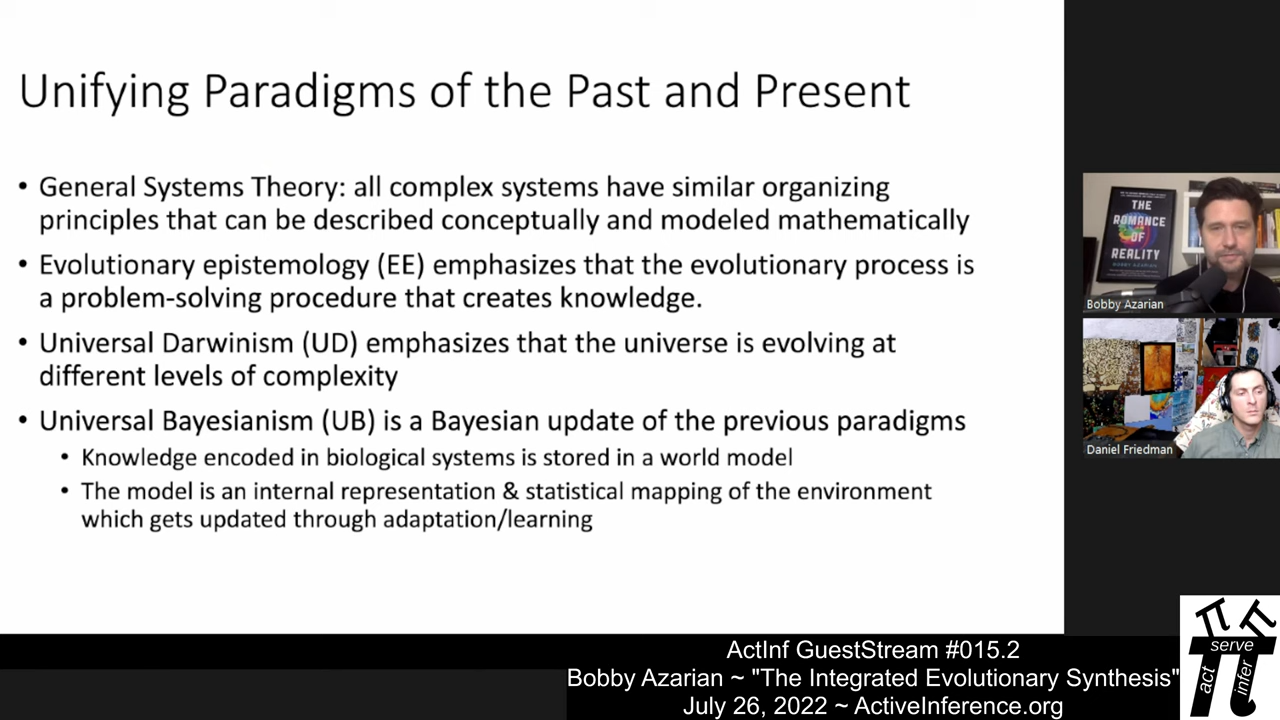 Unifying Paradigms of the Past and Present
• General Systems Theory: all complex systems have similar organizing
principles that can be described conceptually and modeled mathematically
• Evolutionary epistemology (EE) emphasizes that the evolutionary process is
a problem-solving procedure that creates knowledge.
• Universal Darwinism (UD) emphasizes that the universe is evolving at
different levels of complexity
• Universal Bayesianism (UB) is a Bayesian update of the previous paradigms
• Knowledge encoded in biological systems is stored in a world model
• The model is an internal representation & statistical mapping of the environment
which gets updated through adaptation/learning
THE
ROMANCE
OF
REALITY
BOBBY AZARIAN
Bobby Azarian
Daniel Friedman
ActInf GuestStream #015.2
Bobby Azarian ~ "The Integrated Evolutionary Synthesis"
July 26, 2022 ~ ActiveInference.org
π π
serve
act
infer